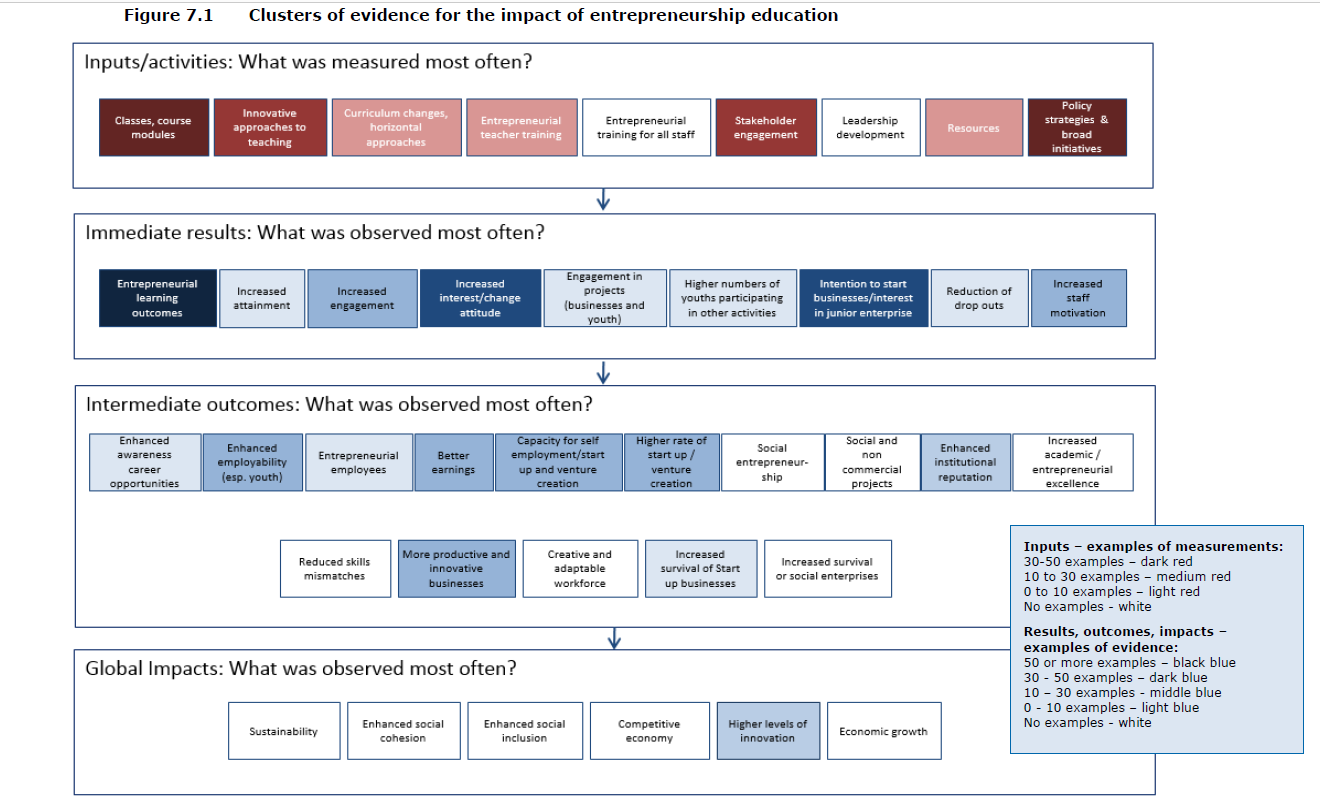 Figure 7.1 Clusters of evidence for the impact of entrepreneurship education
Inputs/activities: What was measured most often?
Classes, course
modules
Innovative
approaches to
teaching
Curriculum changes,
horizontal
approaches
Entrepreneurial
teacher training
Entrepreneurial
training for all staff
Stakeholder
engagement
Leadership
development
Resources
Policy
strategies &
broad
initiatives
Immediate results: What was observed most often?
Entrepreneurial
learning
outcomes
Increased
attainment
Increased
engagement
Increased
interest/change
attitude
Engagement in
projects
(businesses and
youth)
Higher numbers of
youths participating
in other activities
Intention to start
businesses/interest
in junior enterprise
Reduction of
drop outs
Increased
staff
motivation
Intermediate outcomes: What was observed most often?
Enhanced
awareness
career
opportunities
Enhanced
employability
(esp. youth)
Entrepreneurial
employees
Better
earnings
Capacity for self
employment/start
up and venture
creation
Higher rate of
start up /
venture
creation
Social
entrepreneur-
ship
Social and
non
commercial
projects
Enhanced
institutional
reputation
Increased
academic /
entrepreneurial
excellence
Reduced skills
mismatches
More productive and
innovative
businesses
Creative and
adaptable
workforce
Increased
survival of Start
up businesses
Increased survival
or social enterprises
Inputs – examples of measurements:
30-50 examples – dark red
10 to 30 examples – medium red
0 to 10 examples – light red
No examples - white
Results, outcomes, impacts –
examples of evidence:
50 or more examples – black blue
30 - 50 examples – dark blue
10 – 30 examples - middle blue
0 - 10 examples – light blue
No examples - white
Global Impacts: What was observed most often?
Sustainability
Enhanced social
cohesion
Enhanced social
inclusion
Competitive
economy
Higher levels of
innovation
Economic growth